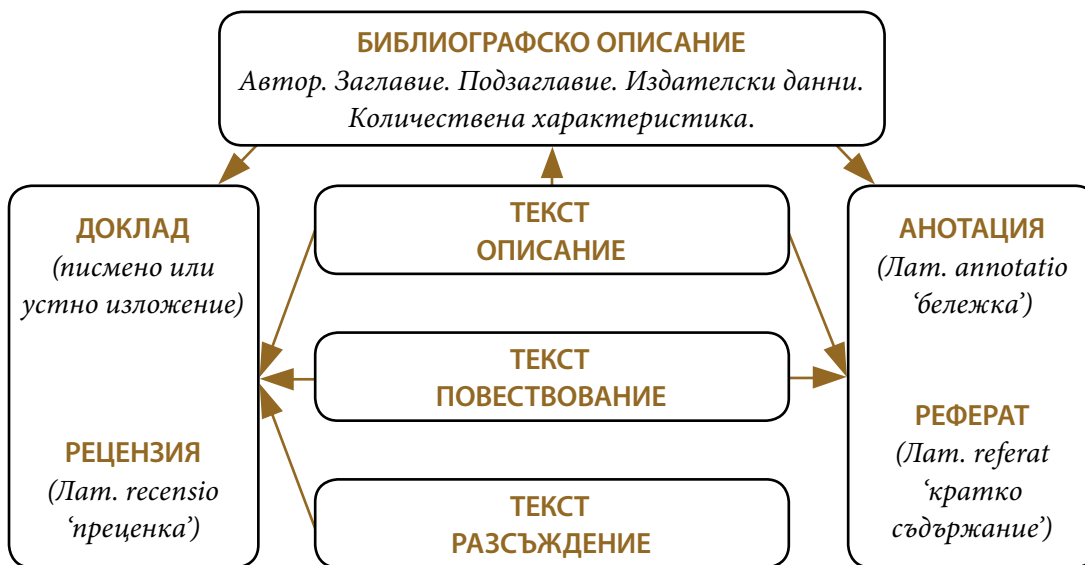 БИБЛИОГРАФСКО ОПИСАНИЕ
Автор. Заглавие. Подзаглавие. Издателски данни.
Количествена характеристика.
ДОКЛАД
(писмено или
устно изложение)
РЕЦЕНЗИЯ
(Лат. recensio
‘преценка’)
ТЕКСТ
ОПИСАНИЕ
ТЕКСТ
ПОВЕСТВОВАНИЕ
ТЕКСТ
РАЗСЪЖДЕНИЕ
АНОТАЦИЯ
(Лат. annotatio
‘бележка’)
РЕФЕРАТ
(Лат. referat
‘кратко
съдържание’)